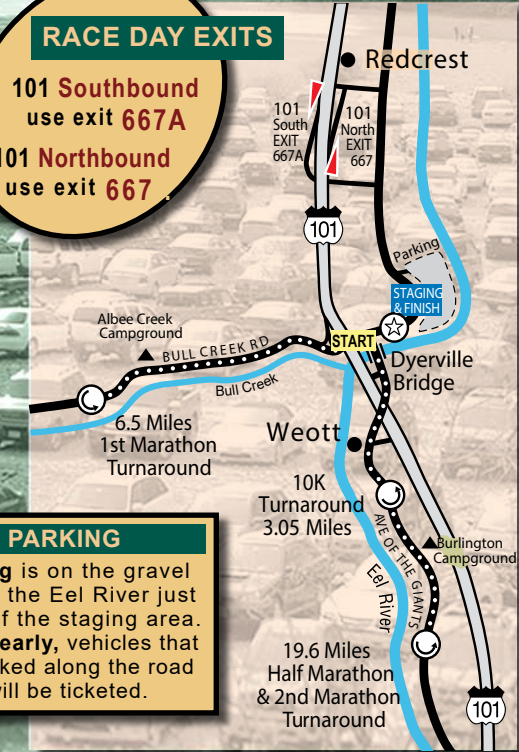 RACE DAY EXITS
101 Southbound
use exit 667A
101 Northbound
use exit 667
Redcrest
101
South
EXIT
667A
101
North
EXIT
667
101
Parking
STAGING
& FINISH
START
Albee Creek
Campground
BULL CREEK RD
Bull Creek
Dyerville
Bridge
6.5 Miles
1st Marathon
Turnaround
Weott
10K
Turnaround
3.05 Miles
AVE OF THE GIANTS
Burlington
Campground
Eel River
19.6 Miles
Half Marathon
& 2nd Marathon
Turnaround
101
PARKING
is on the gravel
the Eel River just
the staging area.
early, vehicles that
along the road
will be ticketed.